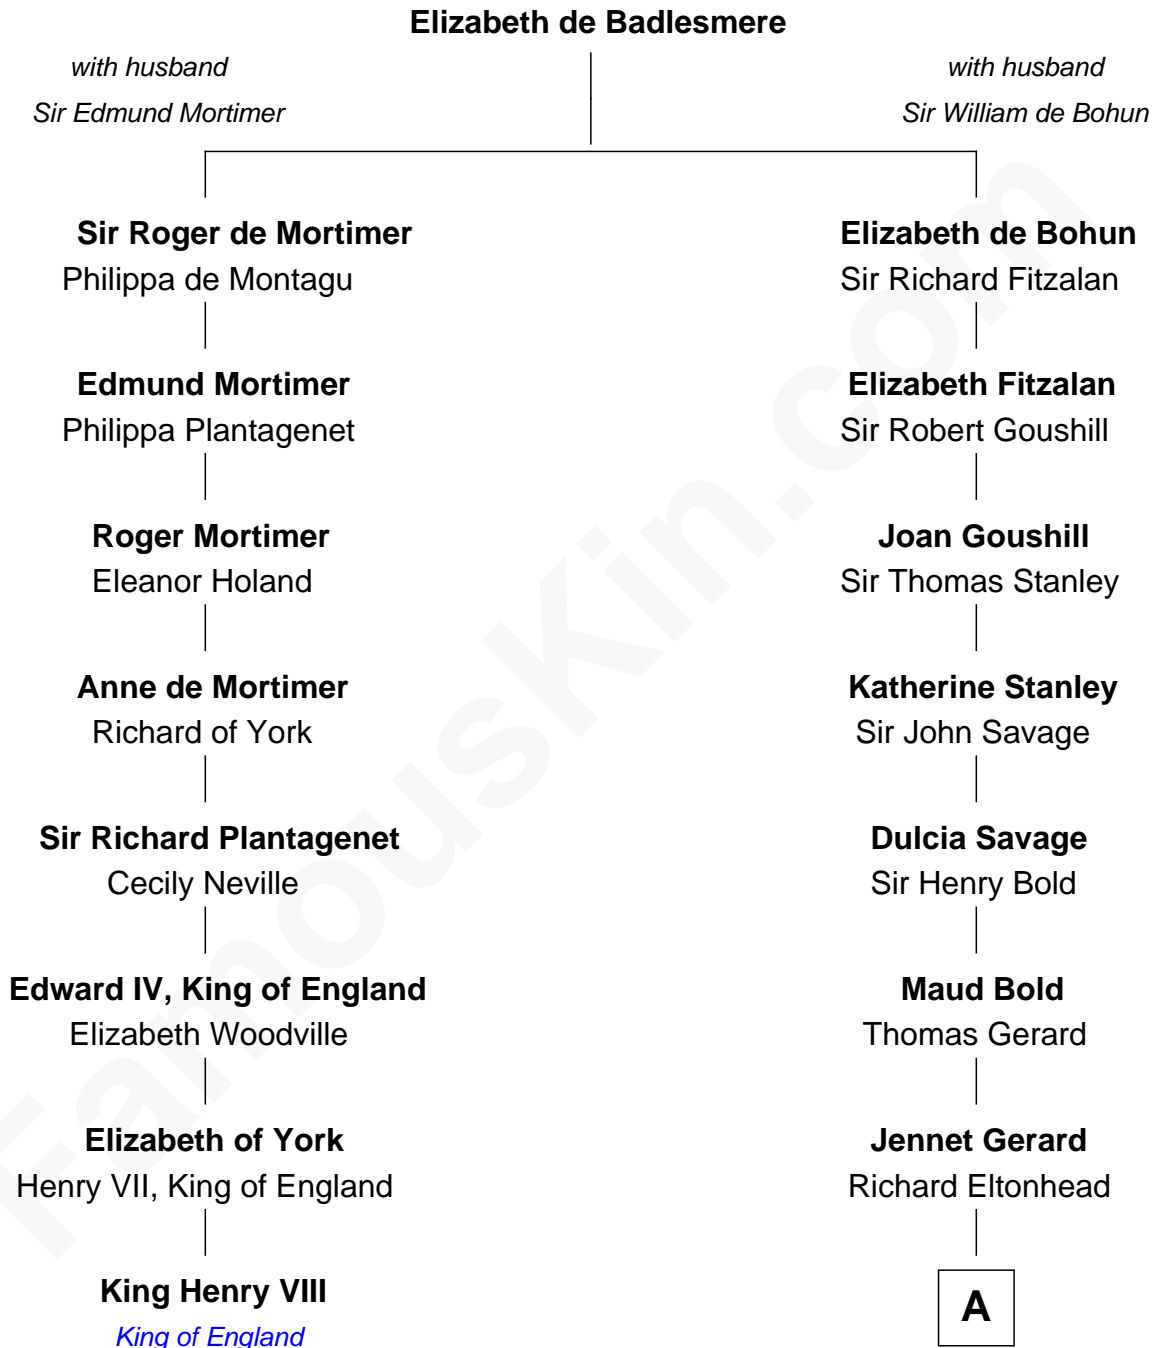 Elizabeth de Badlesmere
with husband
Sir Edmund Mortimer
with husband
Sir William de Bohun
Sir Roger de Mortimer
Philippa de Montagu
Elizabeth de Bohun
Sir Richard Fitzalan
Edmund Mortimer
Philippa Plantagenet
Elizabeth Fitzalan
Sir Robert Goushill
Roger Mortimer
Eleanor Holand
Joan Goushill
Sir Thomas Stanley
Anne de Mortimer
Richard of York
Katherine Stanley
Sir John Savage
Sir Richard Plantagenet
Cecily Neville
Dulcia Savage
Sir Henry Bold
Edward IV, King of England
Elizabeth Woodville
Maud Bold
Thomas Gerard
Elizabeth of York
Henry VII, King of England
Jennet Gerard
Richard Eltonhead
King Henry VIII
King of England
A
FamousKin.com